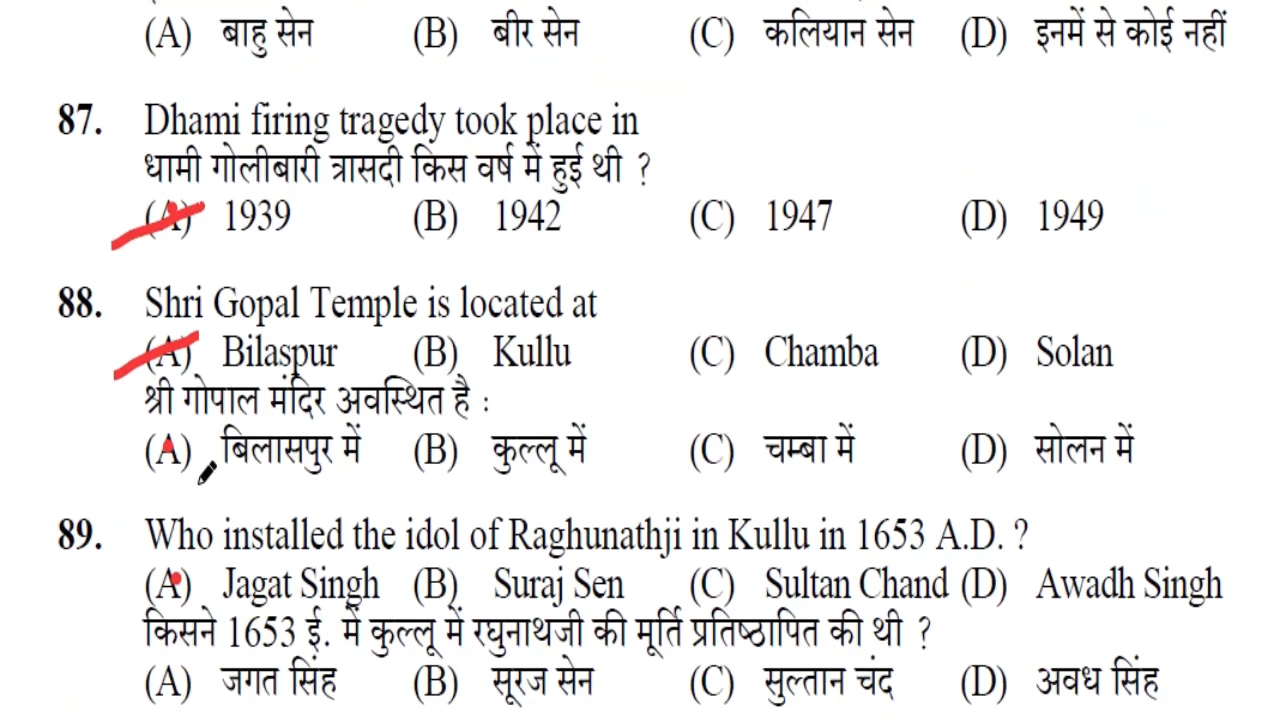 (A) बाहु सेन (B) बीर सेन (C) कलियान सेन (D) इनमें से कोई नहीं
87. Dhami firing tragedy took place in
धामी गोलीबारी त्रासदी किस वर्ष में हुई थी ?
(A) 1939 (B) 1942 (C) 1947 (D) 1949
88. Shri Gopal Temple is located at
(A) Bilaspur (B) Kullu (C) Chamba (D) Solan
श्री गोपाल मंदिर अवस्थित है :
(A) बिलासपुर में (B) कुल्लू में (C) चम्बा में (D) सोलन में
89. Who installed the idol of Raghunathji in Kullu in 1653 A.D. ?
(A) Jagat Singh (B) Suraj Sen (C) Sultan Chand (D) Awadh Singh
किसने 1653 ई. में कुल्लू में रघुनाथजी की मूर्ति प्रतिष्ठापित की थी ?
(A) जगत सिंह (B) सूरज सेन (C) सुल्तान चंद (D) अवध सिंह